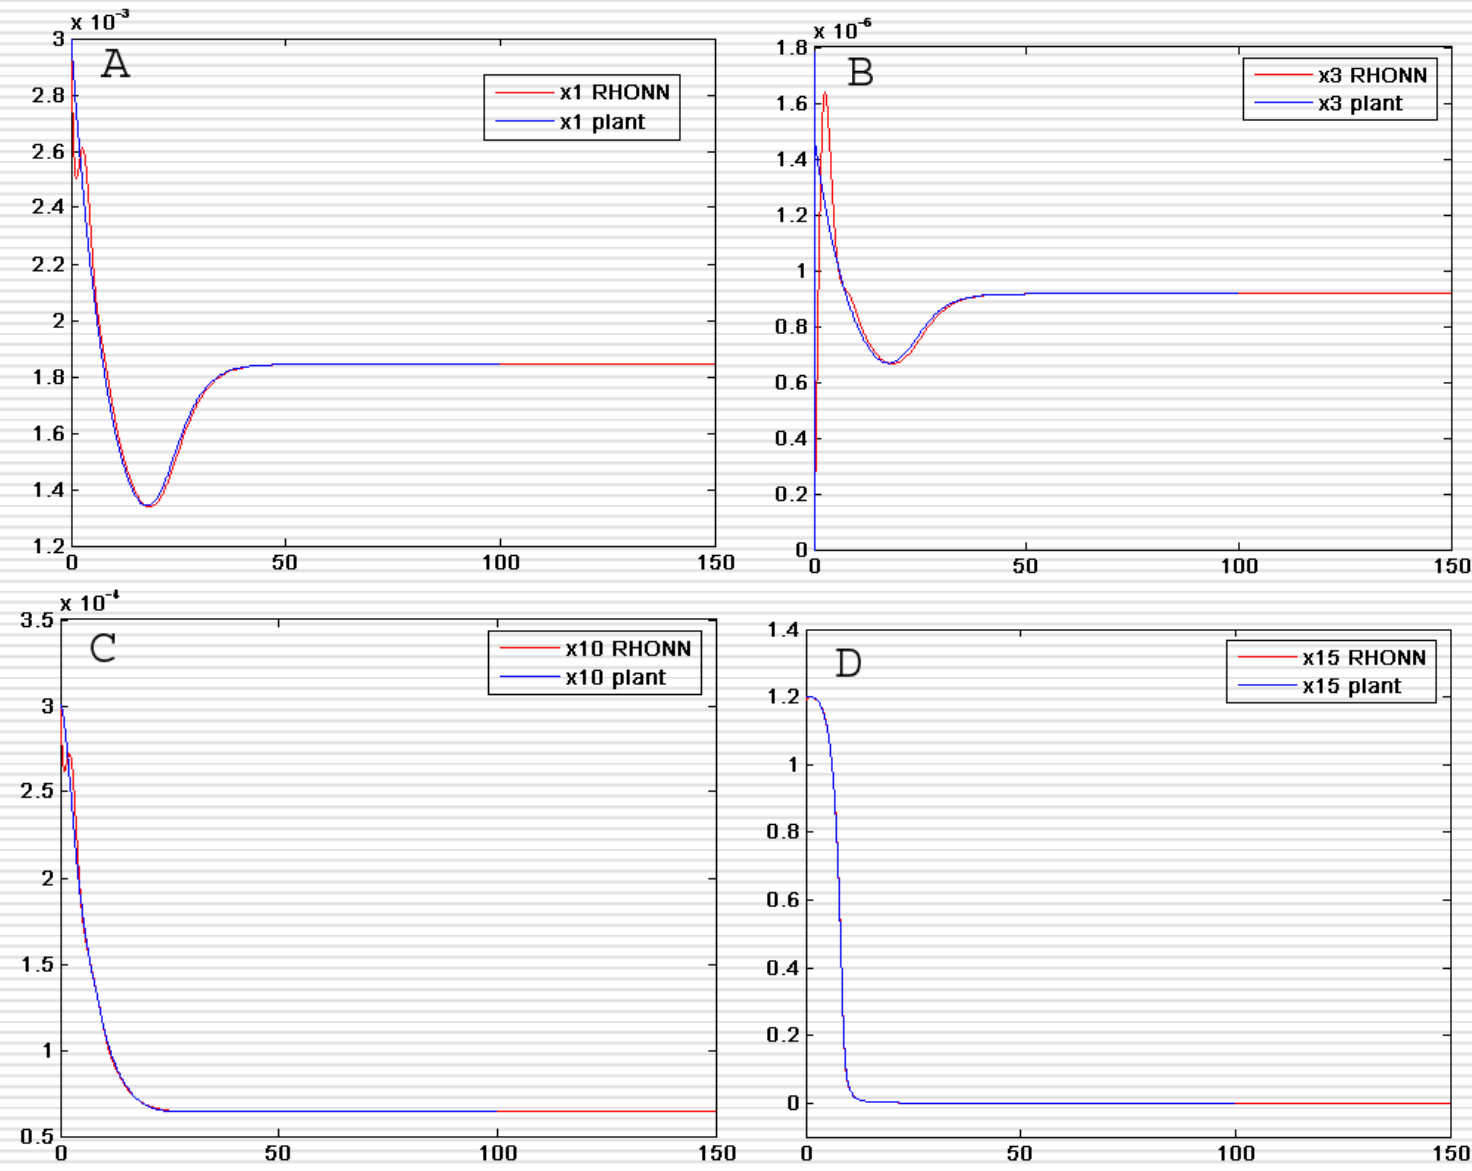 x 10⁻³
A
x1 RHONN
x1 plant
3
2.8
2.6
2.4
2.2
2
1.8
1.6
1.4
1.2
0 50 100 150
x 10⁻⁶
B
x3 RHONN
x3 plant
1.8
1.6
1.4
1.2
1
0.8
0.6
0.4
0.2
0
0 50 100 150
x 10⁻⁴
C
x10 RHONN
x10 plant
3.5
3
2.5
2
1.5
1
0.5
0 50 100 150
D
x15 RHONN
x15 plant
1.4
1.2
1
0.8
0.6
0.4
0.2
0
0 50 100 150